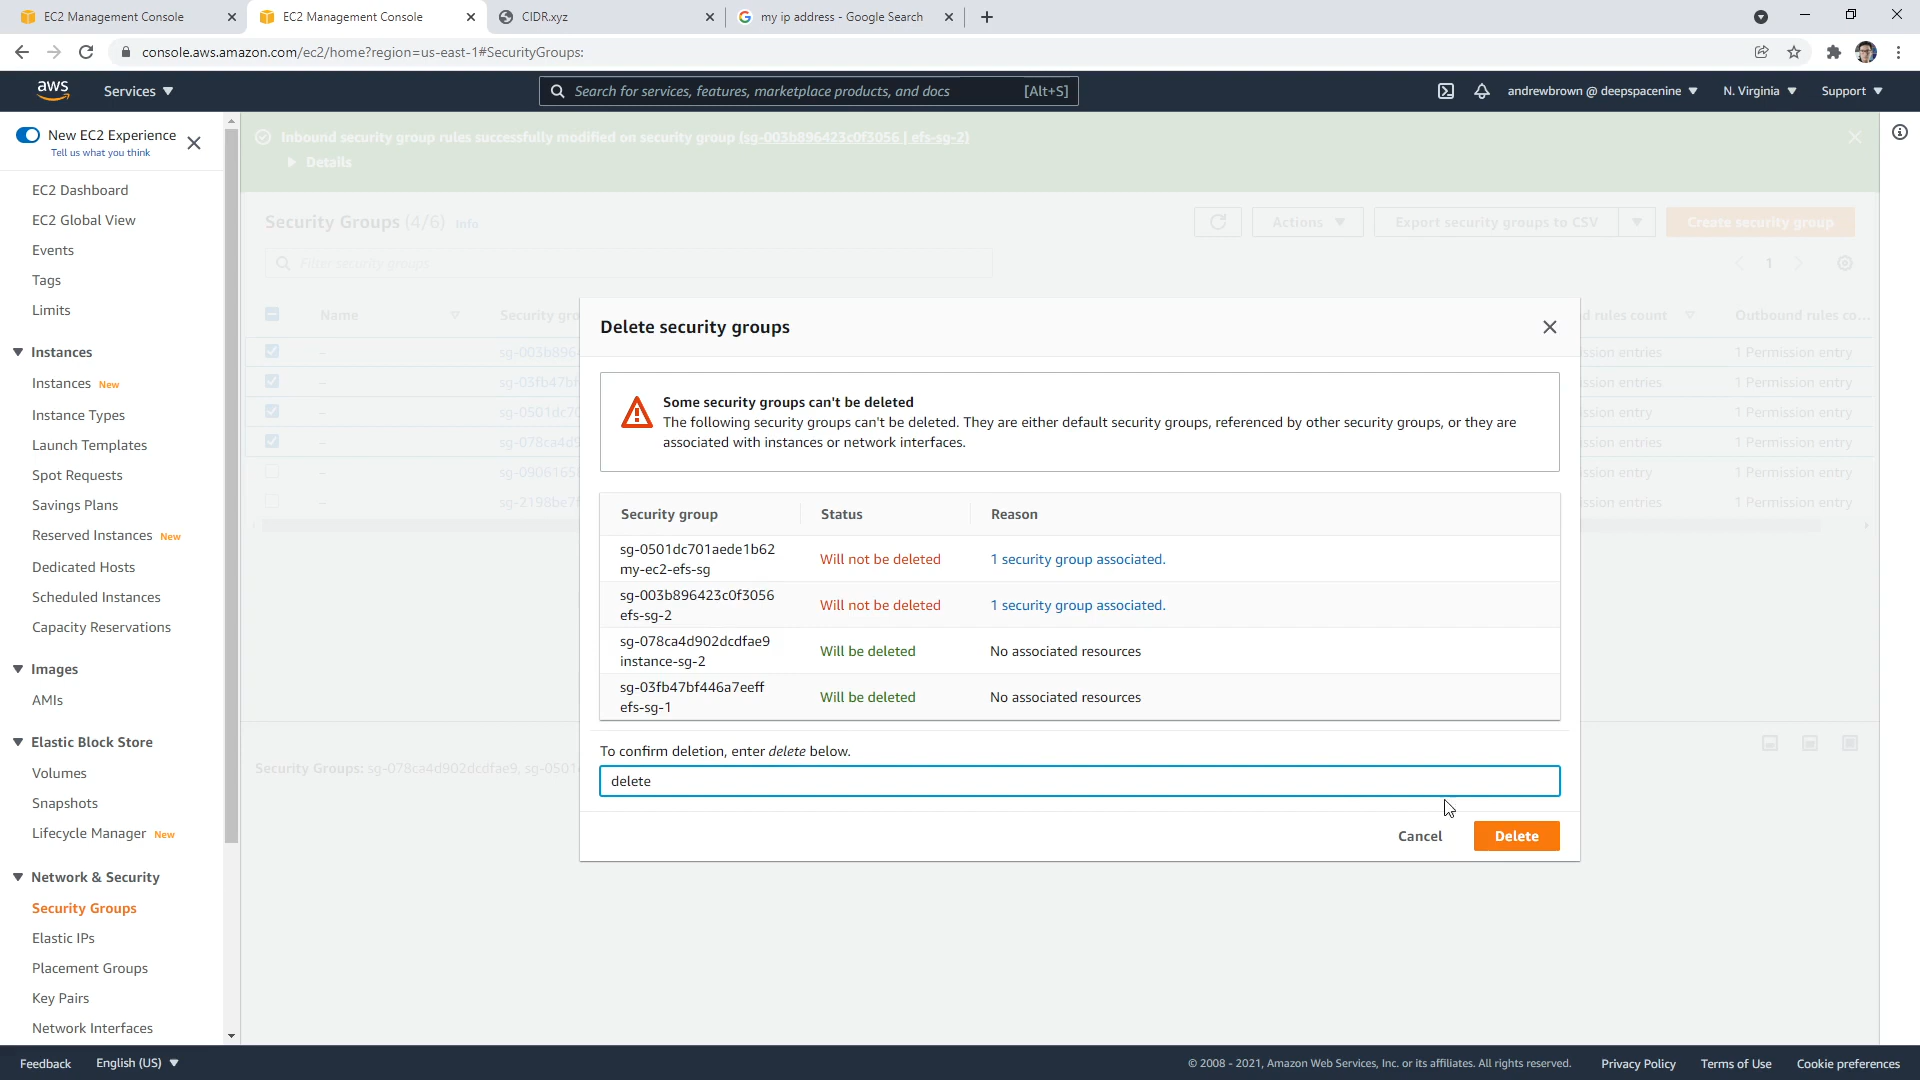 EC2 Management Console
EC2 Management Console
CIDR.xyz
my ip address - Google Search
console.aws.amazon.com/ec2/home?region=us-east-1#SecurityGroups:
aws
Services
Search for services, features, marketplace products, and docs
[Alt+S]
andrewbrown @ deepspacenine
N. Virginia
Support
New EC2 Experience
Tell us what you think
EC2 Dashboard
EC2 Global View
Events
Tags
Limits
Instances
Instances New
Instance Types
Launch Templates
Spot Requests
Savings Plans
Reserved Instances New
Dedicated Hosts
Scheduled Instances
Capacity Reservations
Images
AMIs
Elastic Block Store
Volumes
Snapshots
Lifecycle Manager New
Network & Security
Security Groups
Elastic IPs
Placement Groups
Key Pairs
Network Interfaces
Inbound security group rules successfully modified on security group (sg-003b896423c0f3056 | efs-sg-2)
Details
Security Groups (4/6) Info
Actions
Export security groups to CSV
Create security group
Filter security groups
1
Name
Security gro
d rules count
Outbound rules co...
– sg-003b896 ssion entries 1 Permission entry
– sg-03fb47bf ssion entries 1 Permission entry
– sg-0501dc70 ssion entry 1 Permission entry
– sg-078ca4d9 ssion entries 1 Permission entry
– sg-0906165 ssion entry 1 Permission entry
– sg-2198be7f ssion entries 1 Permission entry
Security Groups: sg-078ca4d902dcdfae9, sg-0501
Delete security groups
Some security groups can't be deleted
The following security groups can't be deleted. They are either default security groups, referenced by other security groups, or they are
associated with instances or network interfaces.
Security group
Status
Reason
sg-0501dc701aede1b62
my-ec2-efs-sg
Will not be deleted
1 security group associated.
sg-003b896423c0f3056
efs-sg-2
Will not be deleted
1 security group associated.
sg-078ca4d902dcdfae9
instance-sg-2
Will be deleted
No associated resources
sg-03fb47bf446a7eeff
efs-sg-1
Will be deleted
No associated resources
To confirm deletion, enter delete below.
delete
Cancel
Delete
Feedback
English (US)
© 2008 - 2021, Amazon Web Services, Inc. or its affiliates. All rights reserved.
Privacy Policy
Terms of Use
Cookie preferences